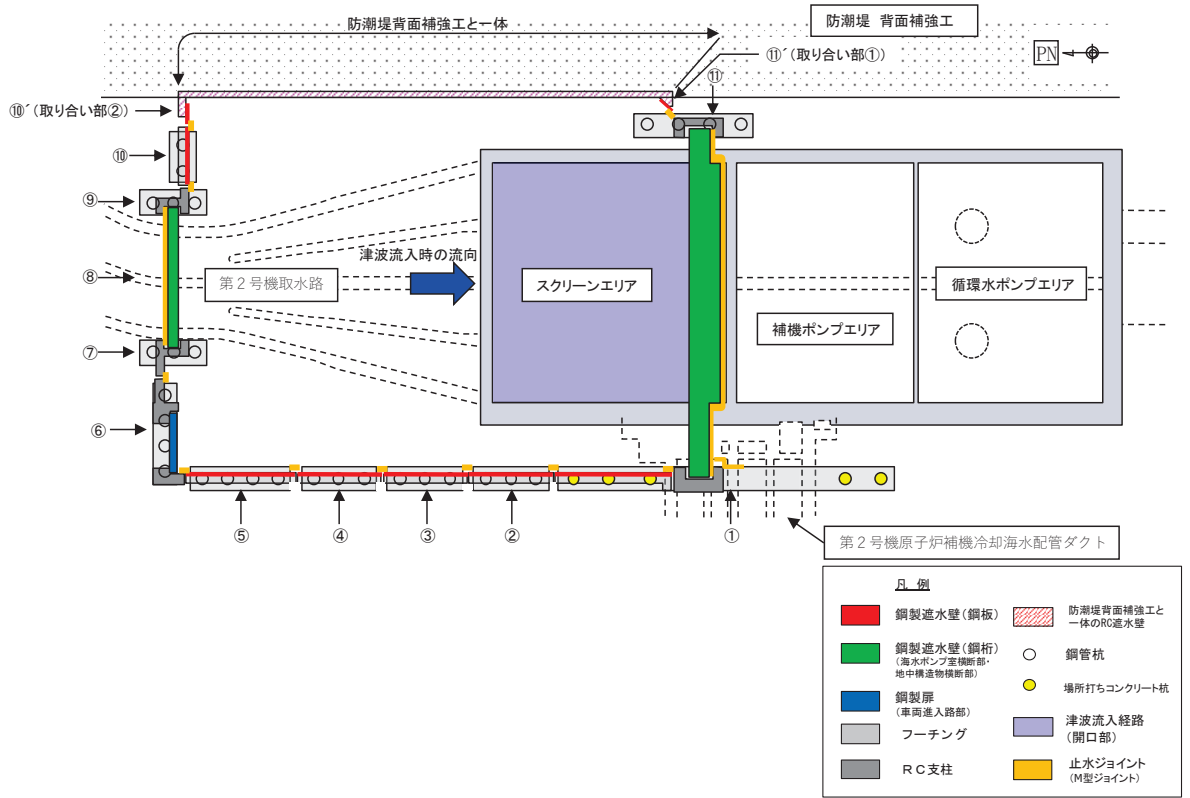 防潮堤背面補強工と一体
防潮堤 背面補強工
PN
⑪´(取り合い部①)
⑪
⑩´(取り合い部②)
⑩
⑨
⑧
⑦
⑥
津波流入時の流向
第２号機取水路
スクリーンエリア
補機ポンプエリア
循環水ポンプエリア
⑤
④
③
②
①
第２号機原子炉補機冷却海水配管ダクト
凡 例
鋼製遮水壁(鋼板)
鋼製遮水壁(鋼桁)
(海水ポンプ室横断部・
地中構造物横断部)
鋼製扉
(車両進入路部)
フーチング
ＲＣ支柱
防潮堤背面補強工と
一体のRC遮水壁
鋼管杭
場所打ちコンクリート杭
津波流入経路
(開口部)
止水ジョイント
(M型ジョイント)